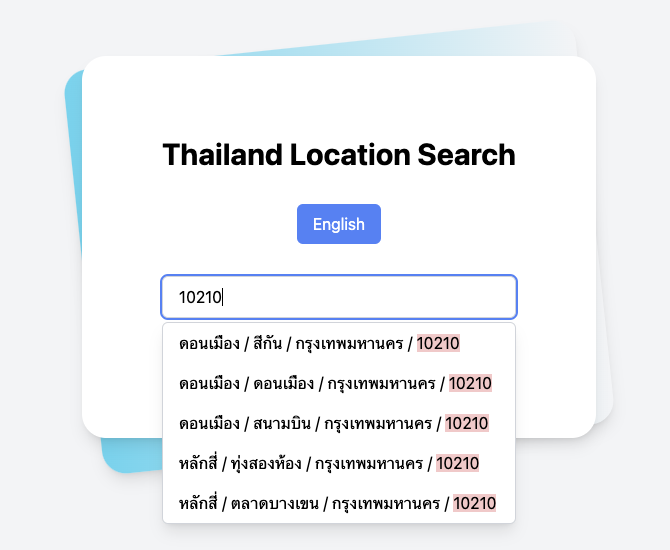 Thailand Location Search
English
10210
ดอนเมือง / สีกัน / กรุงเทพมหานคร / 10210
ดอนเมือง / ดอนเมือง / กรุงเทพมหานคร / 10210
ดอนเมือง / สนามบิน / กรุงเทพมหานคร / 10210
หลักสี่ / ทุ่งสองห้อง / กรุงเทพมหานคร / 10210
หลักสี่ / ตลาดบางเขน / กรุงเทพมหานคร / 10210